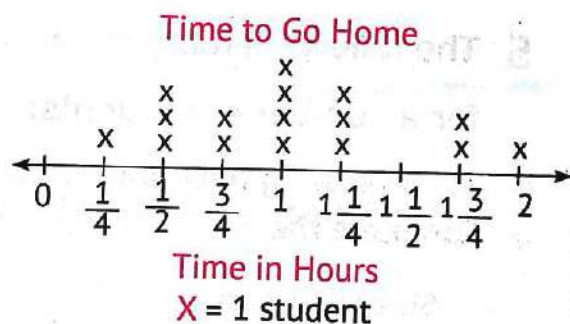 Time to Go Home
x
x x x
x x x x x x
x x x x x x x x
0 1/4 1/2 3/4 1 1 1/4 1 1/2 1 3/4 2
Time in Hours
X = 1 student